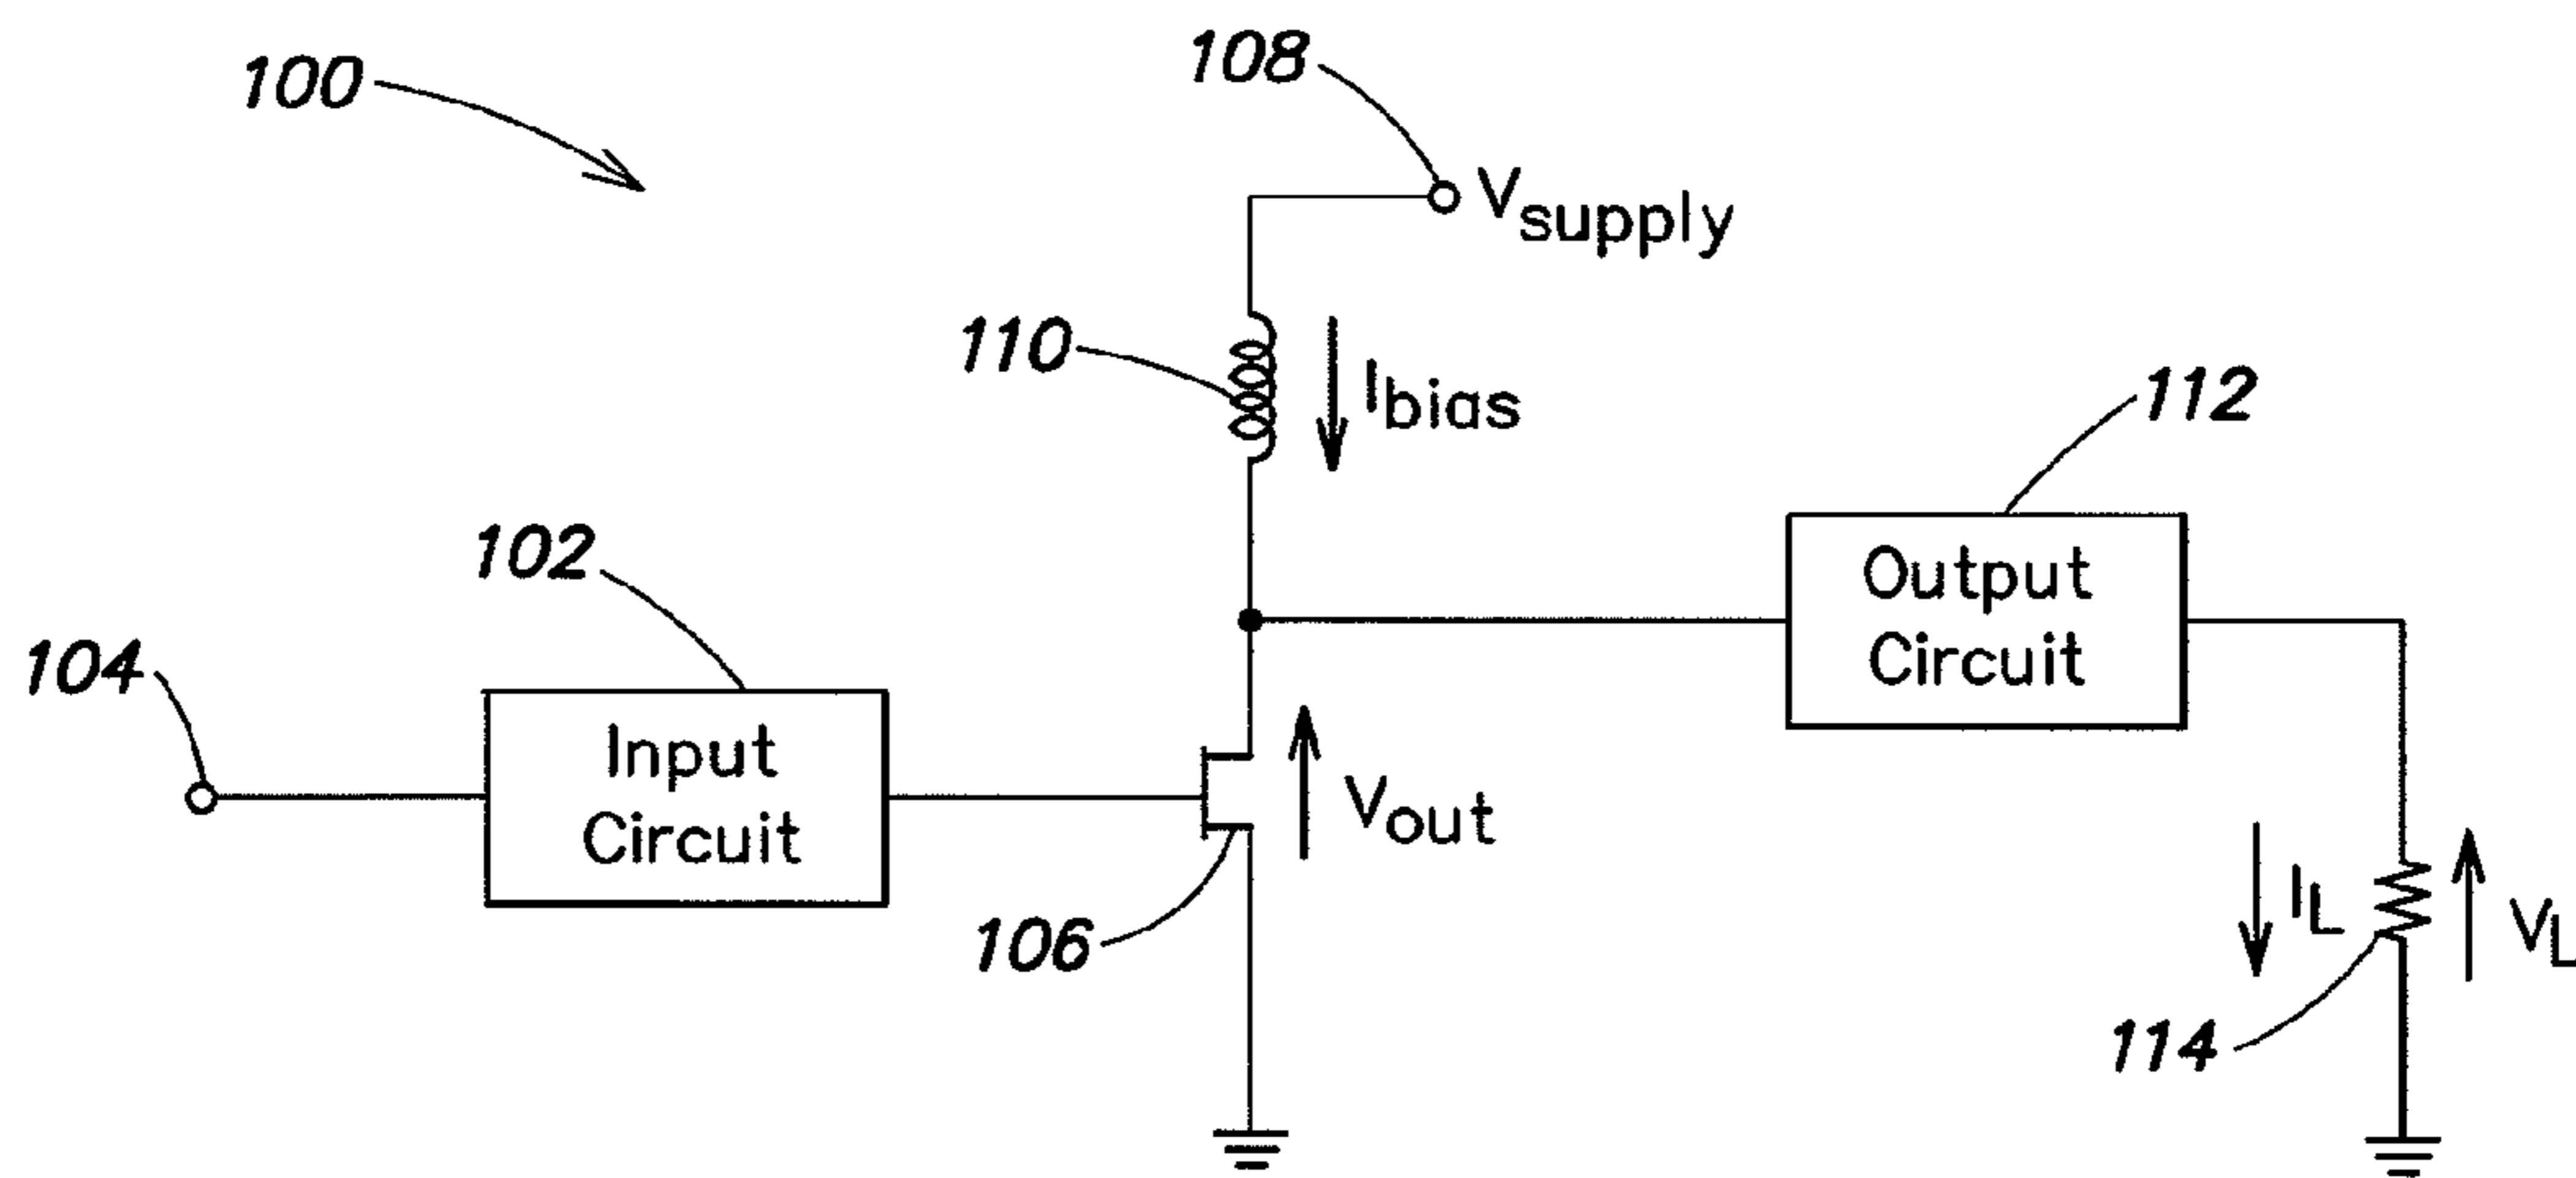 108
100
Vsupply
110
Ibias
112
102
Output
Circuit
104
Input
Circuit
Vout
IL
VL
106
114